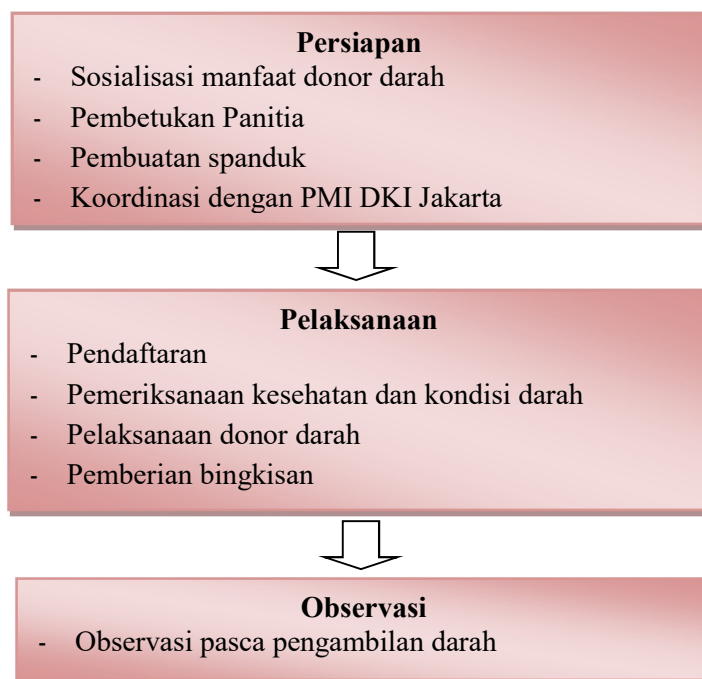 Persiapan
- Sosialisasi manfaat donor darah
- Pembetukan Panitia
- Pembuatan spanduk
- Koordinasi dengan PMI DKI Jakarta
Pelaksanaan
- Pendaftaran
- Pemeriksanaan kesehatan dan kondisi darah
- Pelaksanaan donor darah
- Pemberian bingkisan
Observasi
- Observasi pasca pengambilan darah